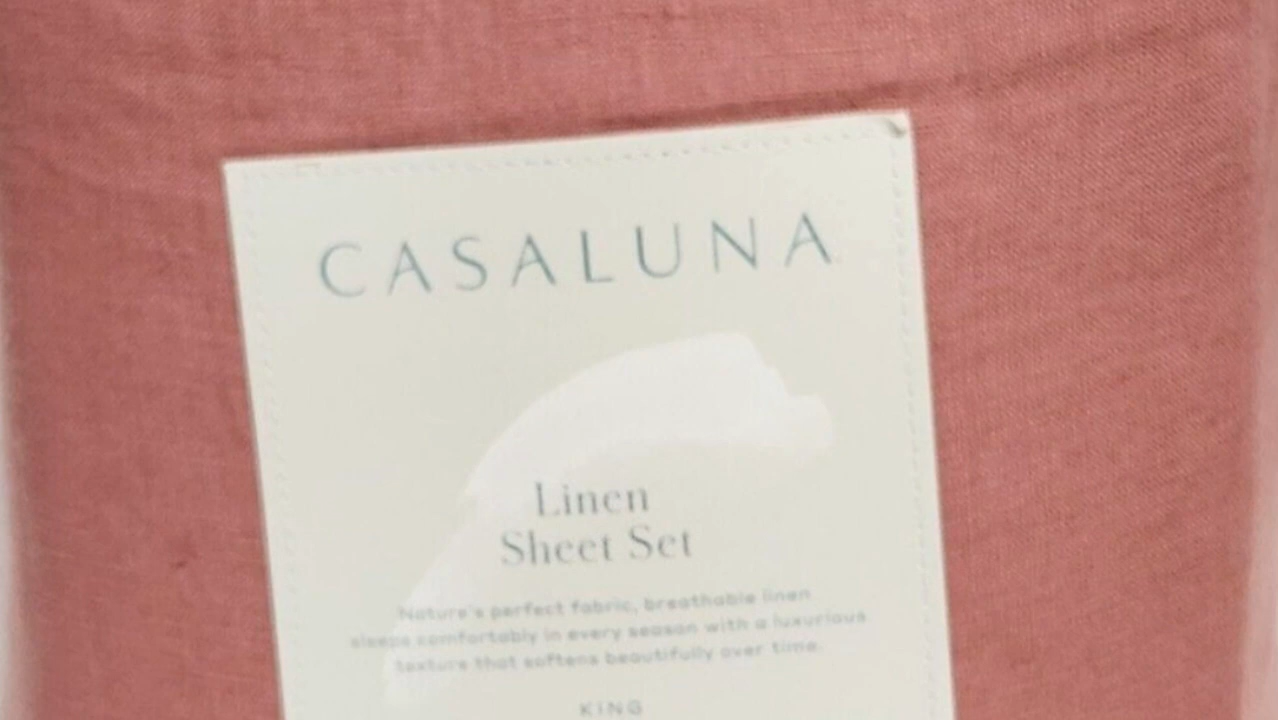 CASALUNA
Linen
Sheet Set
Nature's perfect fabric, breathable linen
sleeps comfortably in every season with a luxurious
texture that softens beautifully over time.
KING